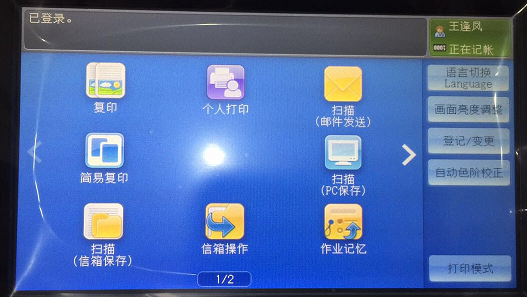 已登录。
王逢凤
正在记帐
语言切换
Language
画面亮度调整
登记/变更
自动色阶校正
打印模式
复印
个人打印
扫描
(邮件发送)
简易复印
扫描
(PC保存)
扫描
(信箱保存)
信箱操作
作业记忆
1/2